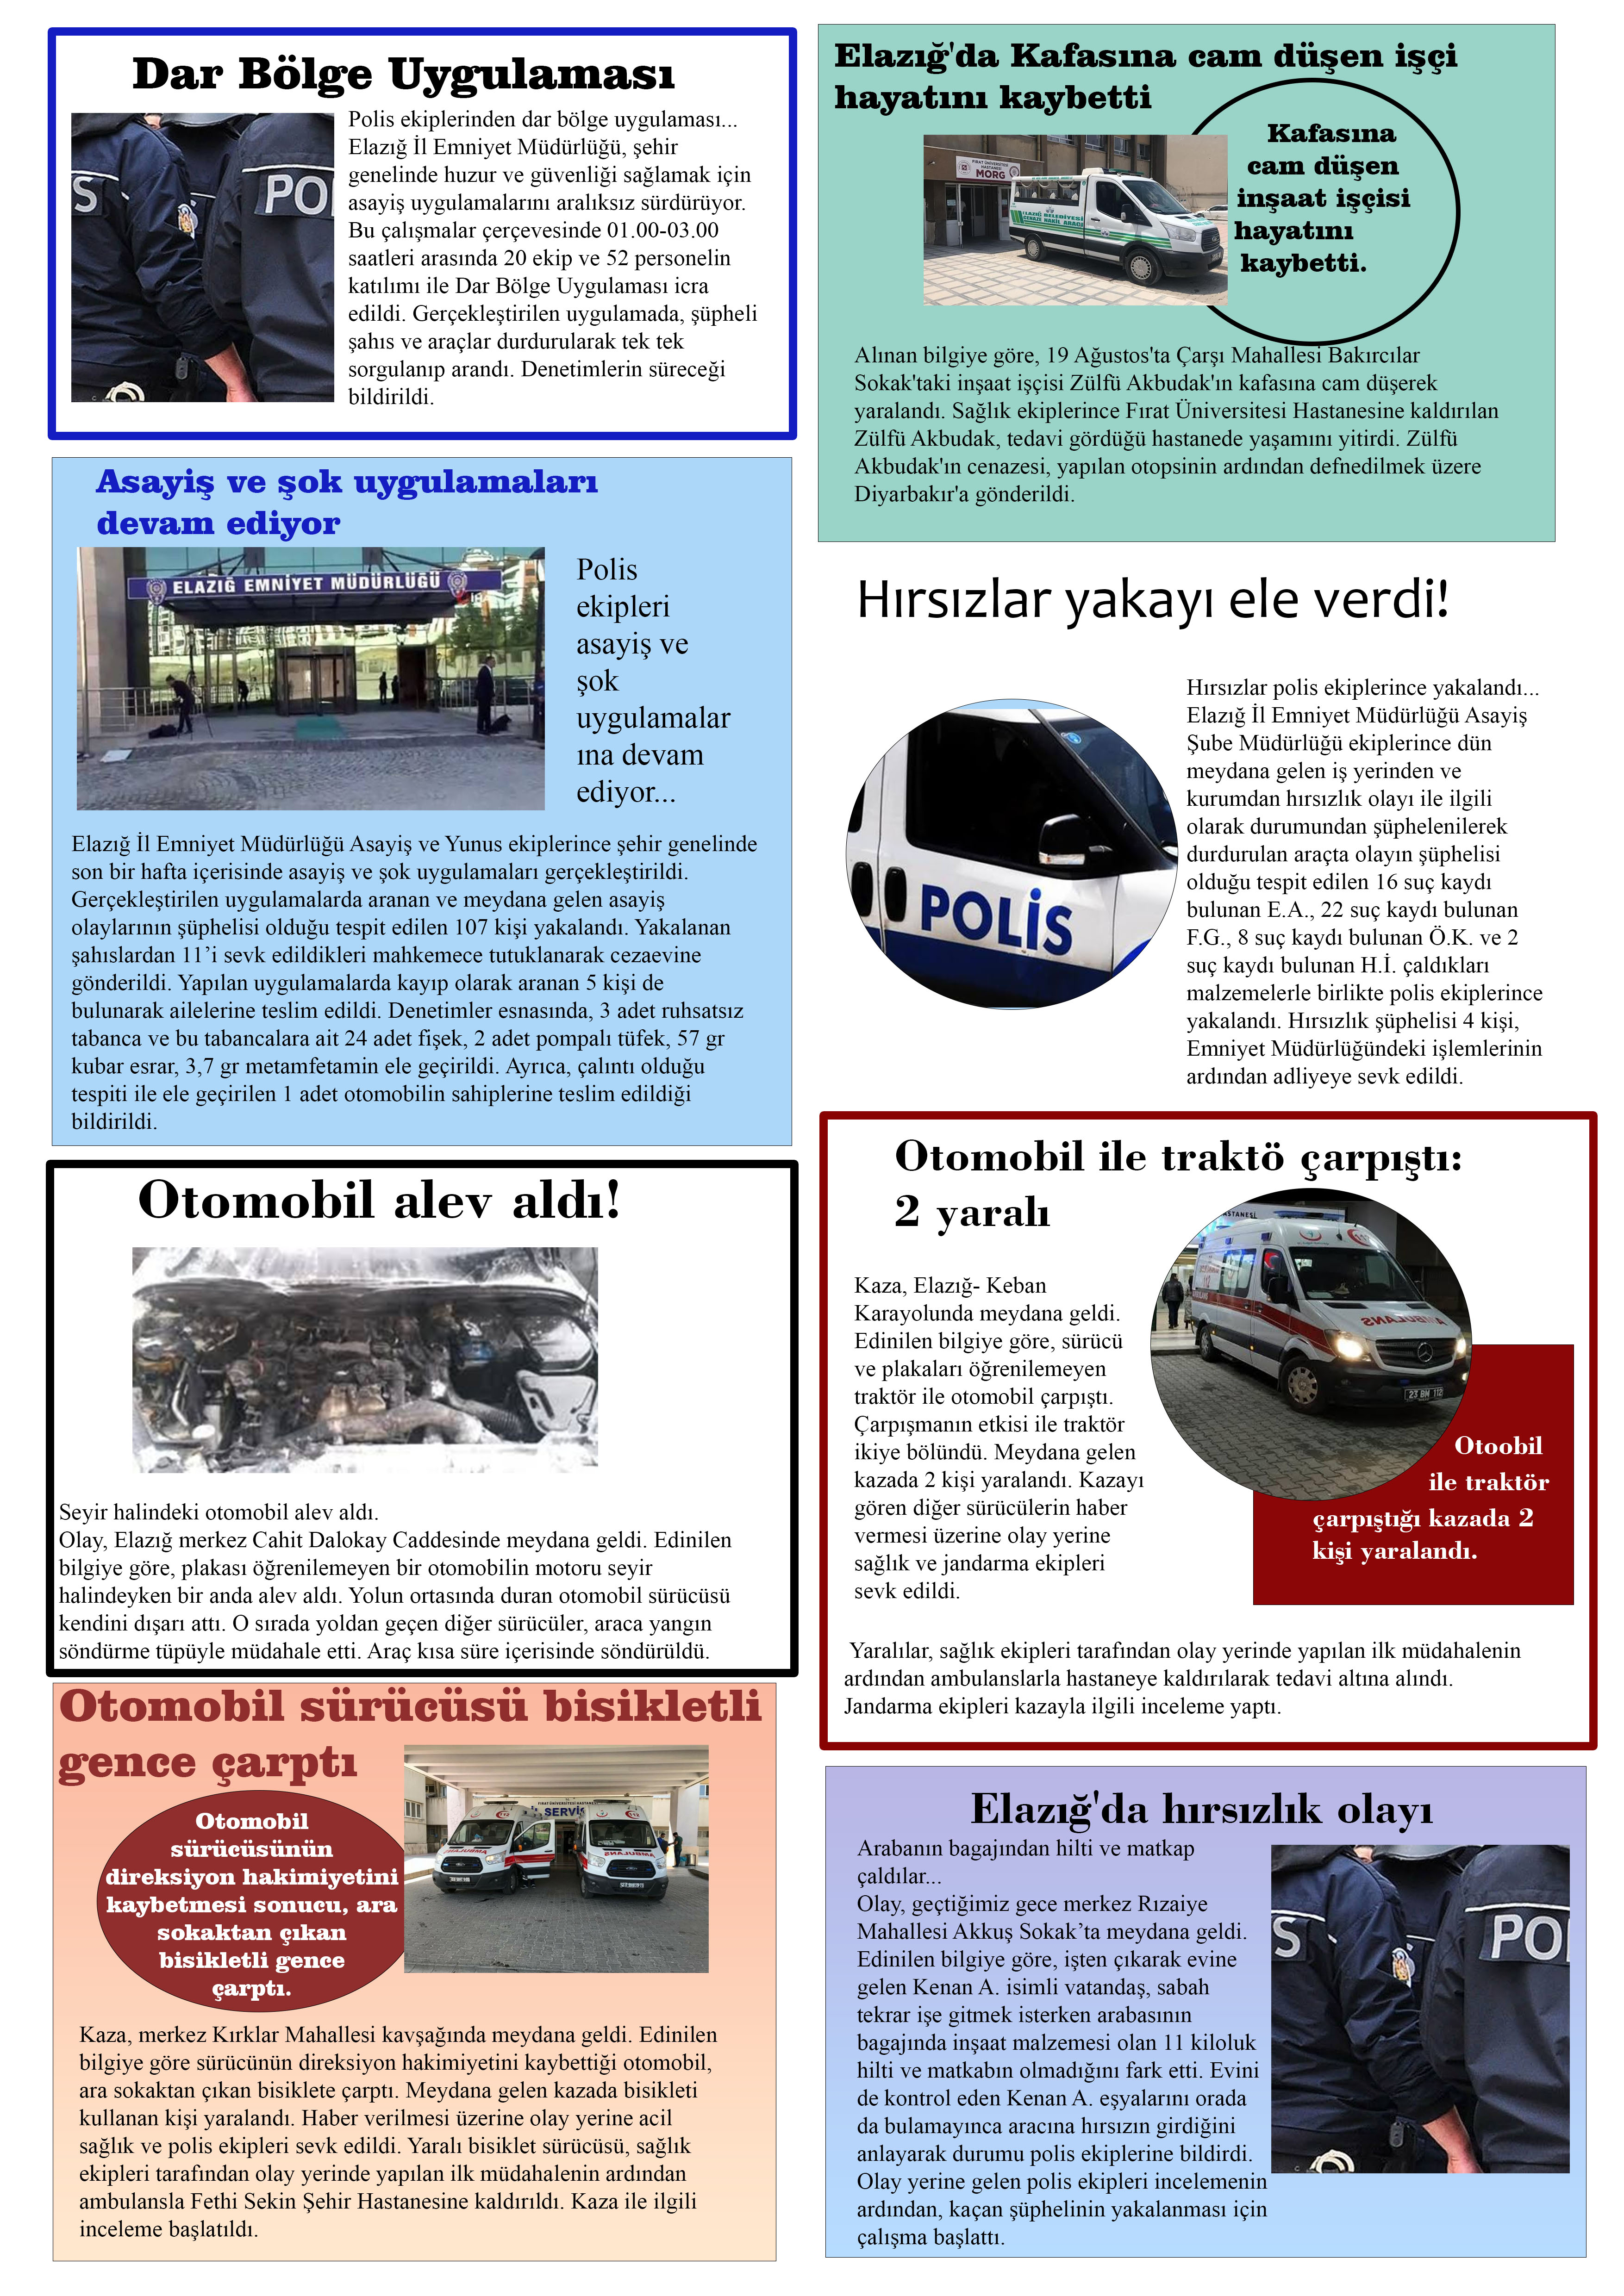 Dar Bölge Uygulaması
Polis ekiplerinden dar bölge uygulaması...
Elazığ İl Emniyet Müdürlüğü, şehir
genelinde huzur ve güvenliği sağlamak için
asayiş uygulamalarını aralıksız sürdürüyor.
Bu çalışmalar çerçevesinde 01.00-03.00
saatleri arasında 20 ekip ve 52 personelin
katılımı ile Dar Bölge Uygulaması icra
edildi. Gerçekleştirilen uygulamada, şüpheli
şahıs ve araçlar durdurularak tek tek
sorgulanıp arandı. Denetimlerin süreceği
bildirildi.
S
PO
Asayiş ve şok uygulamaları
devam ediyor
ELAZIĞ EMNİYET MÜDÜRLÜĞÜ
Polis
ekipleri
asayiş ve
şok
uygulamalar
ına devam
ediyor...
Elazığ İl Emniyet Müdürlüğü Asayiş ve Yunus ekiplerince şehir genelinde
son bir hafta içerisinde asayiş ve şok uygulamaları gerçekleştirildi.
Gerçekleştirilen uygulamalarda aranan ve meydana gelen asayiş
olaylarının şüphelisi olduğu tespit edilen 107 kişi yakalandı. Yakalanan
şahıslardan 11’i sevk edildikleri mahkemece tutuklanarak cezaevine
gönderildi. Yapılan uygulamalarda kayıp olarak aranan 5 kişi de
bulunarak ailelerine teslim edildi. Denetimler esnasında, 3 adet ruhsatsız
tabanca ve bu tabancalara ait 24 adet fişek, 2 adet pompalı tüfek, 57 gr
kubar esrar, 3,7 gr metamfetamin ele geçirildi. Ayrıca, çalıntı olduğu
tespiti ile ele geçirilen 1 adet otomobilin sahiplerine teslim edildiği
bildirildi.
Otomobil alev aldı!
Seyir halindeki otomobil alev aldı.
Olay, Elazığ merkez Cahit Dalokay Caddesinde meydana geldi. Edinilen
bilgiye göre, plakası öğrenilemeyen bir otomobilin motoru seyir
halindeyken bir anda alev aldı. Yolun ortasında duran otomobil sürücüsü
kendini dışarı attı. O sırada yoldan geçen diğer sürücüler, araca yangın
söndürme tüpüyle müdahale etti. Araç kısa süre içerisinde söndürüldü.
Otomobil sürücüsü bisikletli
gence çarptı
Otomobil
sürücüsünün
direksiyon hakimiyetini
kaybetmesi sonucu, ara
sokaktan çıkan
bisikletli gence
çarptı.
FIRAT ÜNİVERSİTESİ HASTANESİ
SERVİS
AMBULANS
AMBULANS
Kaza, merkez Kırklar Mahallesi kavşağında meydana geldi. Edinilen
bilgiye göre sürücünün direksiyon hakimiyetini kaybettiği otomobil,
ara sokaktan çıkan bisiklete çarptı. Meydana gelen kazada bisikleti
kullanan kişi yaralandı. Haber verilmesi üzerine olay yerine acil
sağlık ve polis ekipleri sevk edildi. Yaralı bisiklet sürücüsü, sağlık
ekipleri tarafından olay yerinde yapılan ilk müdahalenin ardından
ambulansla Fethi Sekin Şehir Hastanesine kaldırıldı. Kaza ile ilgili
inceleme başlatıldı.
Elazığ'da Kafasına cam düşen işçi
hayatını kaybetti
FIRAT ÜNİVERSİTESİ
HASTANESİ
MORG
ELAZIĞ BELEDİYESİ
CENAZE NAKİL ARACI
Kafasına
cam düşen
inşaat işçisi
hayatını
kaybetti.
Alınan bilgiye göre, 19 Ağustos'ta Çarşı Mahallesi Bakırcılar
Sokak'taki inşaat işçisi Zülfü Akbudak'ın kafasına cam düşerek
yaralandı. Sağlık ekiplerince Fırat Üniversitesi Hastanesine kaldırılan
Zülfü Akbudak, tedavi gördüğü hastanede yaşamını yitirdi. Zülfü
Akbudak'ın cenazesi, yapılan otopsinin ardından defnedilmek üzere
Diyarbakır'a gönderildi.
Hırsızlar yakayı ele verdi!
POLİS
Hırsızlar polis ekiplerince yakalandı...
Elazığ İl Emniyet Müdürlüğü Asayiş
Şube Müdürlüğü ekiplerince dün
meydana gelen iş yerinden ve
kurumdan hırsızlık olayı ile ilgili
olarak durumundan şüphelenilerek
durdurulan araçta olayın şüphelisi
olduğu tespit edilen 16 suç kaydı
bulunan E.A., 22 suç kaydı bulunan
F.G., 8 suç kaydı bulunan Ö.K. ve 2
suç kaydı bulunan H.İ. çaldıkları
malzemelerle birlikte polis ekiplerince
yakalandı. Hırsızlık şüphelisi 4 kişi,
Emniyet Müdürlüğündeki işlemlerinin
ardından adliyeye sevk edildi.
Otomobil ile traktö çarpıştı:
2 yaralı
Kaza, Elazığ- Keban
Karayolunda meydana geldi.
Edinilen bilgiye göre, sürücü
ve plakaları öğrenilemeyen
traktör ile otomobil çarpıştı.
Çarpışmanın etkisi ile traktör
ikiye bölündü. Meydana gelen
kazada 2 kişi yaralandı. Kazayı
gören diğer sürücülerin haber
vermesi üzerine olay yerine
sağlık ve jandarma ekipleri
sevk edildi.
ASTANESİ
112
AMBULANS
23 BM 112
Otoobil
ile traktör
çarpıştığı kazada 2
kişi yaralandı.
Yaralılar, sağlık ekipleri tarafından olay yerinde yapılan ilk müdahalenin
ardından ambulanslarla hastaneye kaldırılarak tedavi altına alındı.
Jandarma ekipleri kazayla ilgili inceleme yaptı.
Elazığ'da hırsızlık olayı
Arabanın bagajından hilti ve matkap
çaldılar...
Olay, geçtiğimiz gece merkez Rızaiye
Mahallesi Akkuş Sokak’ta meydana geldi.
Edinilen bilgiye göre, işten çıkarak evine
gelen Kenan A. isimli vatandaş, sabah
tekrar işe gitmek isterken arabasının
bagajında inşaat malzemesi olan 11 kiloluk
hilti ve matkabın olmadığını fark etti. Evini
de kontrol eden Kenan A. eşyalarını orada
da bulamayınca aracına hırsızın girdiğini
anlayarak durumu polis ekiplerine bildirdi.
Olay yerine gelen polis ekipleri incelemenin
ardından, kaçan şüphelinin yakalanması için
çalışma başlattı.
S
PO